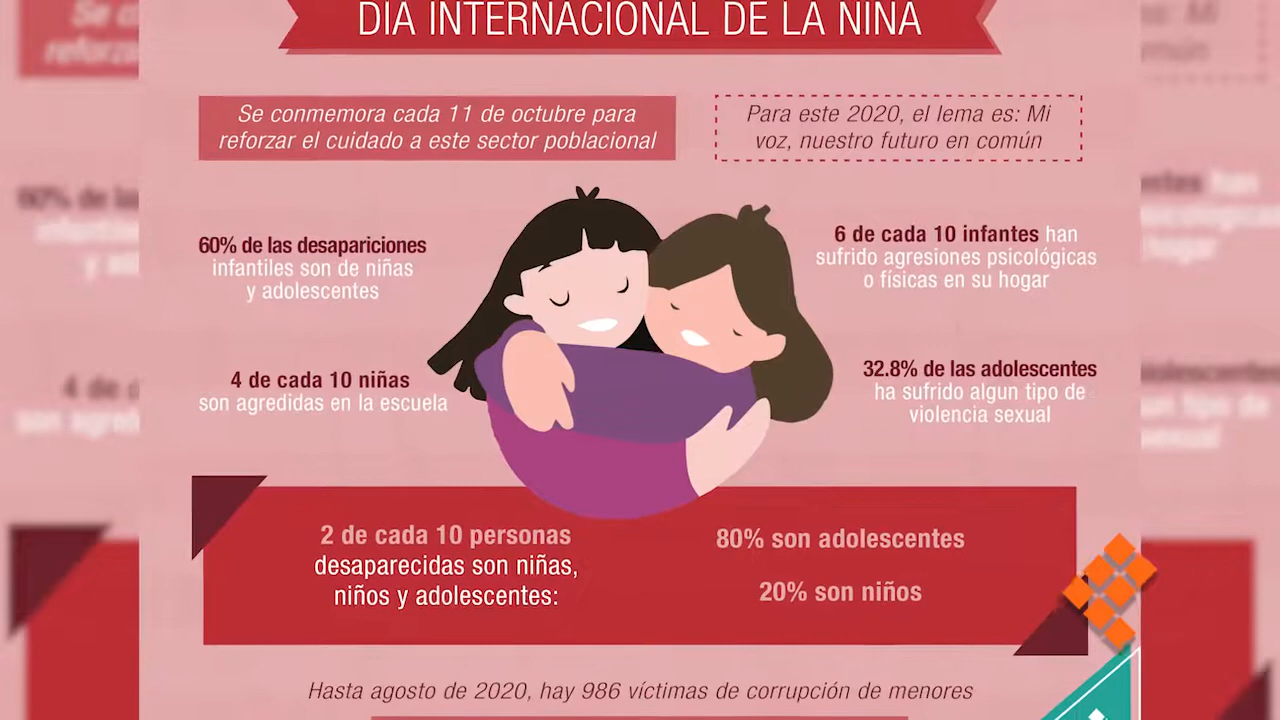 DÍA INTERNACIONAL DE LA NIÑA
Se conmemora cada 11 de octubre para
reforzar el cuidado a este sector poblacional
Para este 2020, el lema es: Mi
voz, nuestro futuro en común
60% de las desapariciones
infantiles son de niñas
y adolescentes
6 de cada 10 infantes han
sufrido agresiones psicológicas
o físicas en su hogar
4 de cada 10 niñas
son agredidas en la escuela
32.8% de las adolescentes
ha sufrido algun tipo de
violencia sexual
2 de cada 10 personas
desaparecidas son niñas,
niños y adolescentes:
80% son adolescentes
20% son niños
Hasta agosto de 2020, hay 986 víctimas de corrupción de menores